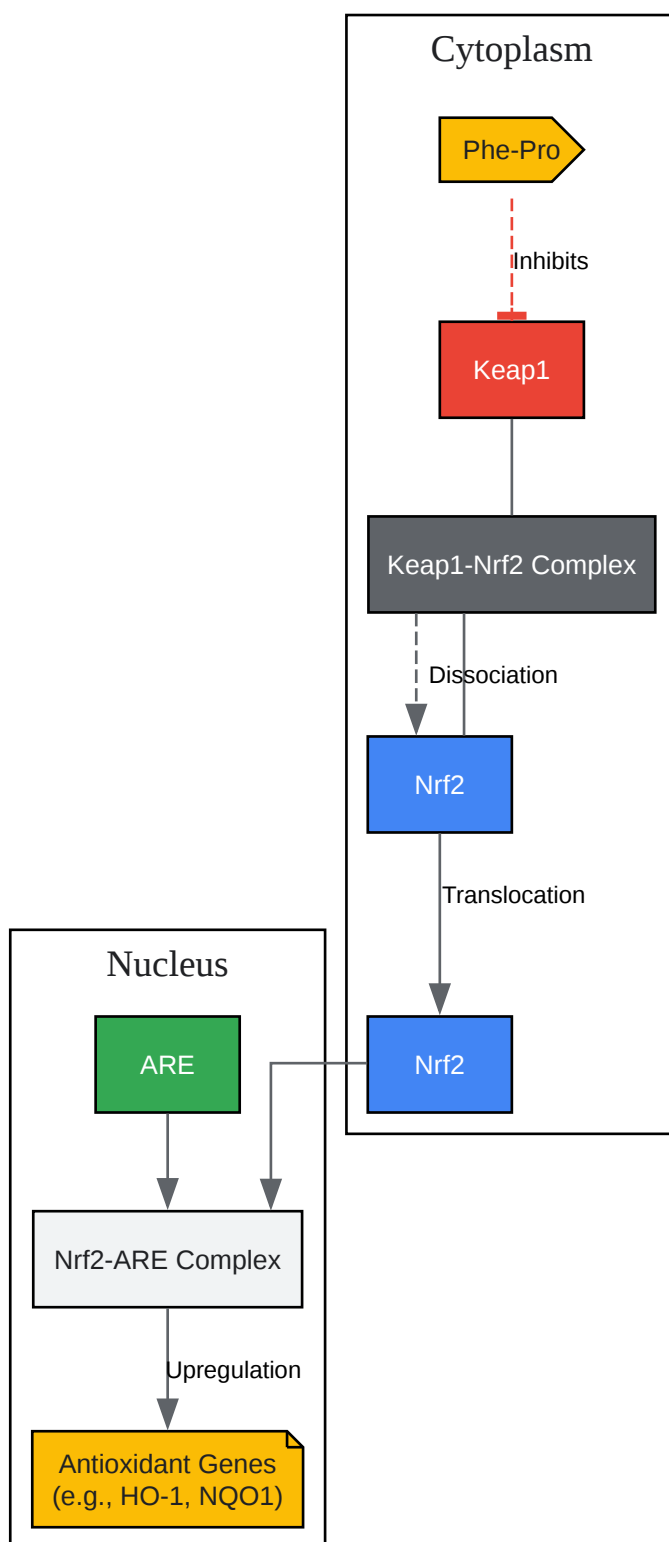 Cytoplasm
Phe-Pro
Inhibits
Keap1
Keap1-Nrf2 Complex
Dissociation
Nrf2
Translocation
Nrf2
Nucleus
ARE
Nrf2-ARE Complex
Upregulation
Antioxidant Genes
(e.g., HO-1, NQO1)